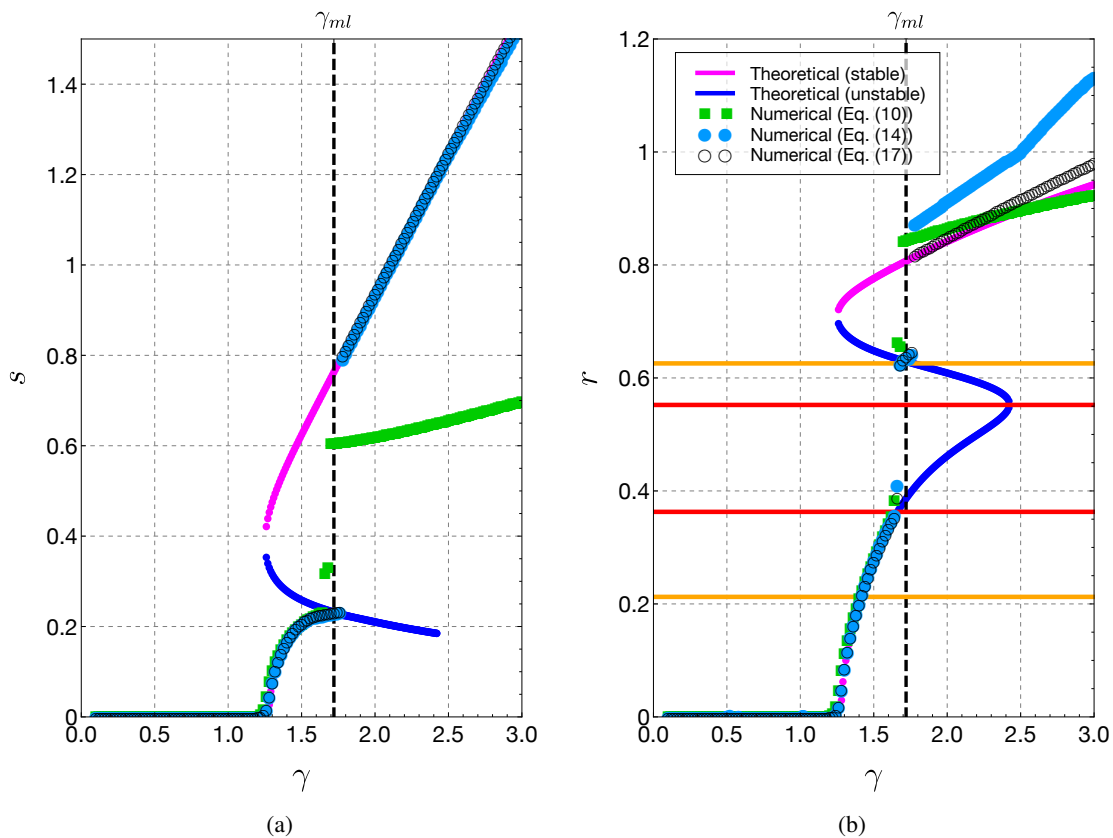 γml
s
1.4
1.2
1
0.8
0.6
0.4
0.2
0
0.0 0.5 1.0 1.5 2.0 2.5 3.0
γ
(a)
γml
r
1.2
1
0.8
0.6
0.4
0.2
0
Theoretical (stable)
Theoretical (unstable)
Numerical (Eq. (10))
Numerical (Eq. (14))
Numerical (Eq. (17))
0.0 0.5 1.0 1.5 2.0 2.5 3.0
γ
(b)